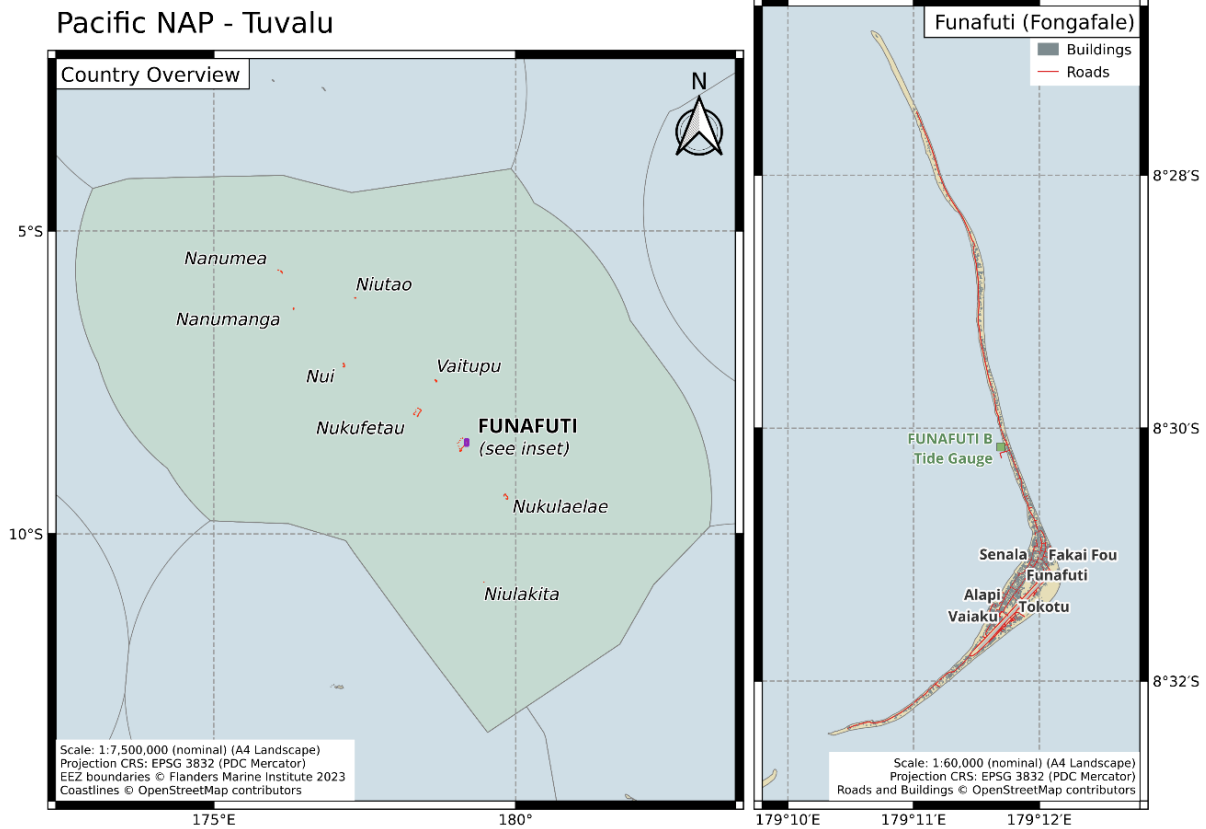 Pacific NAP - Tuvalu
Country Overview
N
5°S
10°S
175°E
180°
Nanumea
Niutao
Nanumanga
Nui
Vaitupu
Nukufetau
FUNAFUTI
(see inset)
Nukulaelae
Niulakita
Scale: 1:7,500,000 (nominal) (A4 Landscape)
Projection CRS: EPSG 3832 (PDC Mercator)
EEZ boundaries © Flanders Marine Institute 2023
Coastlines © OpenStreetMap contributors
Funafuti (Fongafale)
Buildings
Roads
8°28'S
8°30'S
8°32'S
FUNAFUTI B
Tide Gauge
Senala
Fakai Fou
Funafuti
Alapi
Tokotu
Vaiaku
Scale: 1:60,000 (nominal) (A4 Landscape)
Projection CRS: EPSG 3832 (PDC Mercator)
Roads and Buildings © OpenStreetMap contributors
179°10'E
179°11'E
179°12'E